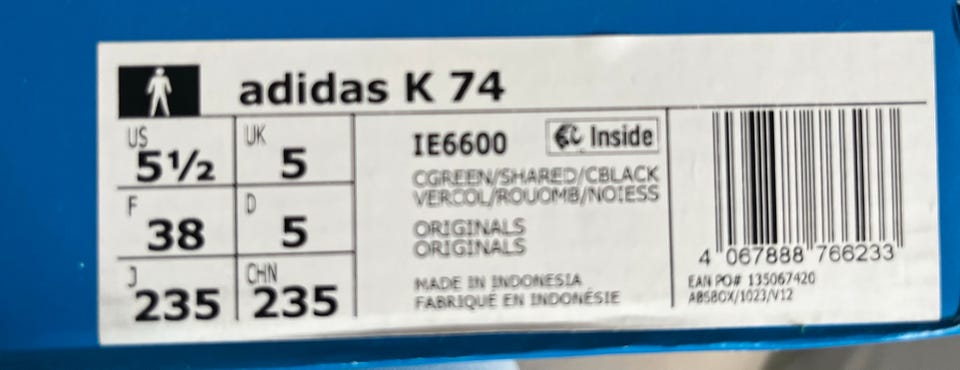 adidas K 74
US
5½
UK
5
F
38
D
5
J
235
CHN
235
IE6600
Inside
CGREEN/SHARED/CBLACK
VERCOL/ROUOMB/NOIESS
ORIGINALS
ORIGINALS
MADE IN INDONESIA
FABRIQUÉ EN INDONÉSIE
4 067888 766233
EAN PO# 135067420
ABSBOX/1023/V12